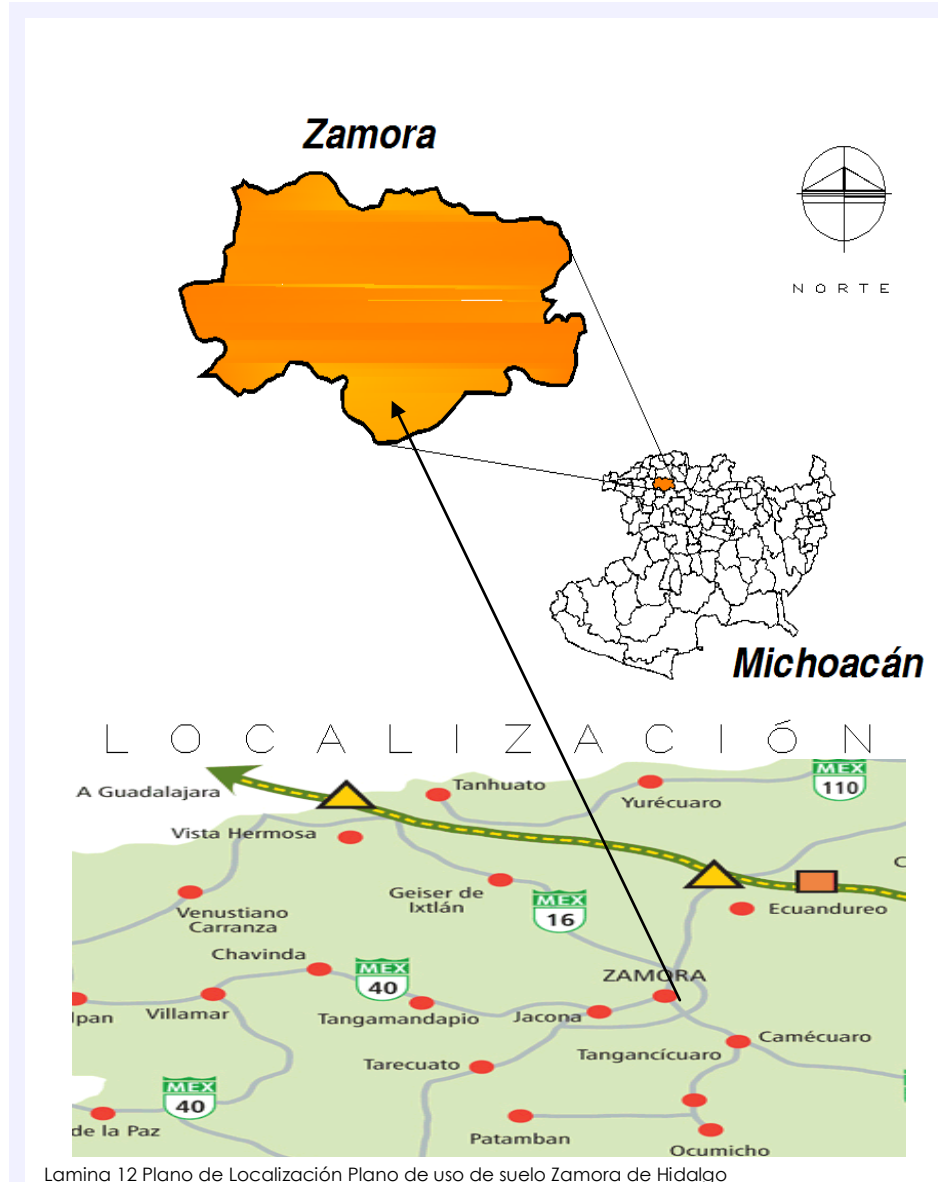 Zamora
NORTE
Michoacán
LOCALIZACIÓN
A Guadalajara
Tanhuato
MEX
110
Yurécuaro
Vista Hermosa
Geiser de
Ixtlán
MEX
16
Ecuandureo
Venustiano
Carranza
Chavinda
MEX
40
ZAMORA
Villamar
Tangamandapio
Jacona
Camécuaro
Tangancícuaro
Tarecuato
MEX
40
de la Paz
Patamban
Ocumicho
Lamina 12 Plano de Localización Plano de uso de suelo Zamora de Hidalgo